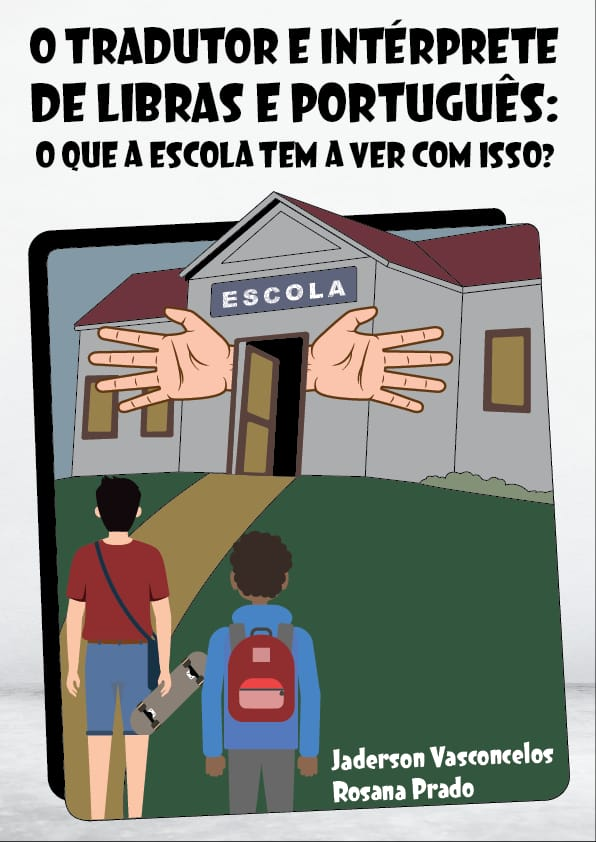 O TRADUTOR E INTÉRPRETE
DE LIBRAS E PORTUGUÊS:
O QUE A ESCOLA TEM A VER COM ISSO?
ESCOLA
Jaderson Vasconcelos
Rosana Prado